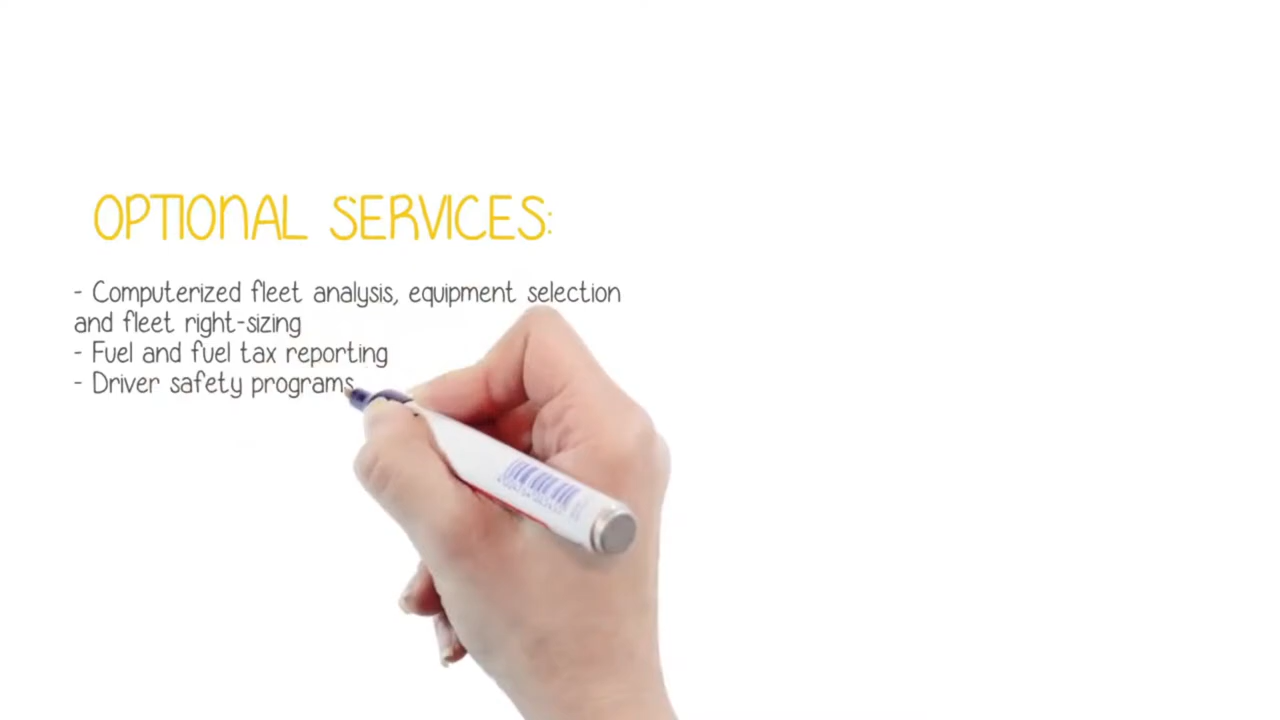 OPTIONAL SERVICES:
- Computerized fleet analysis, equipment selection
and fleet right-sizing
- Fuel and fuel tax reporting
- Driver safety programs